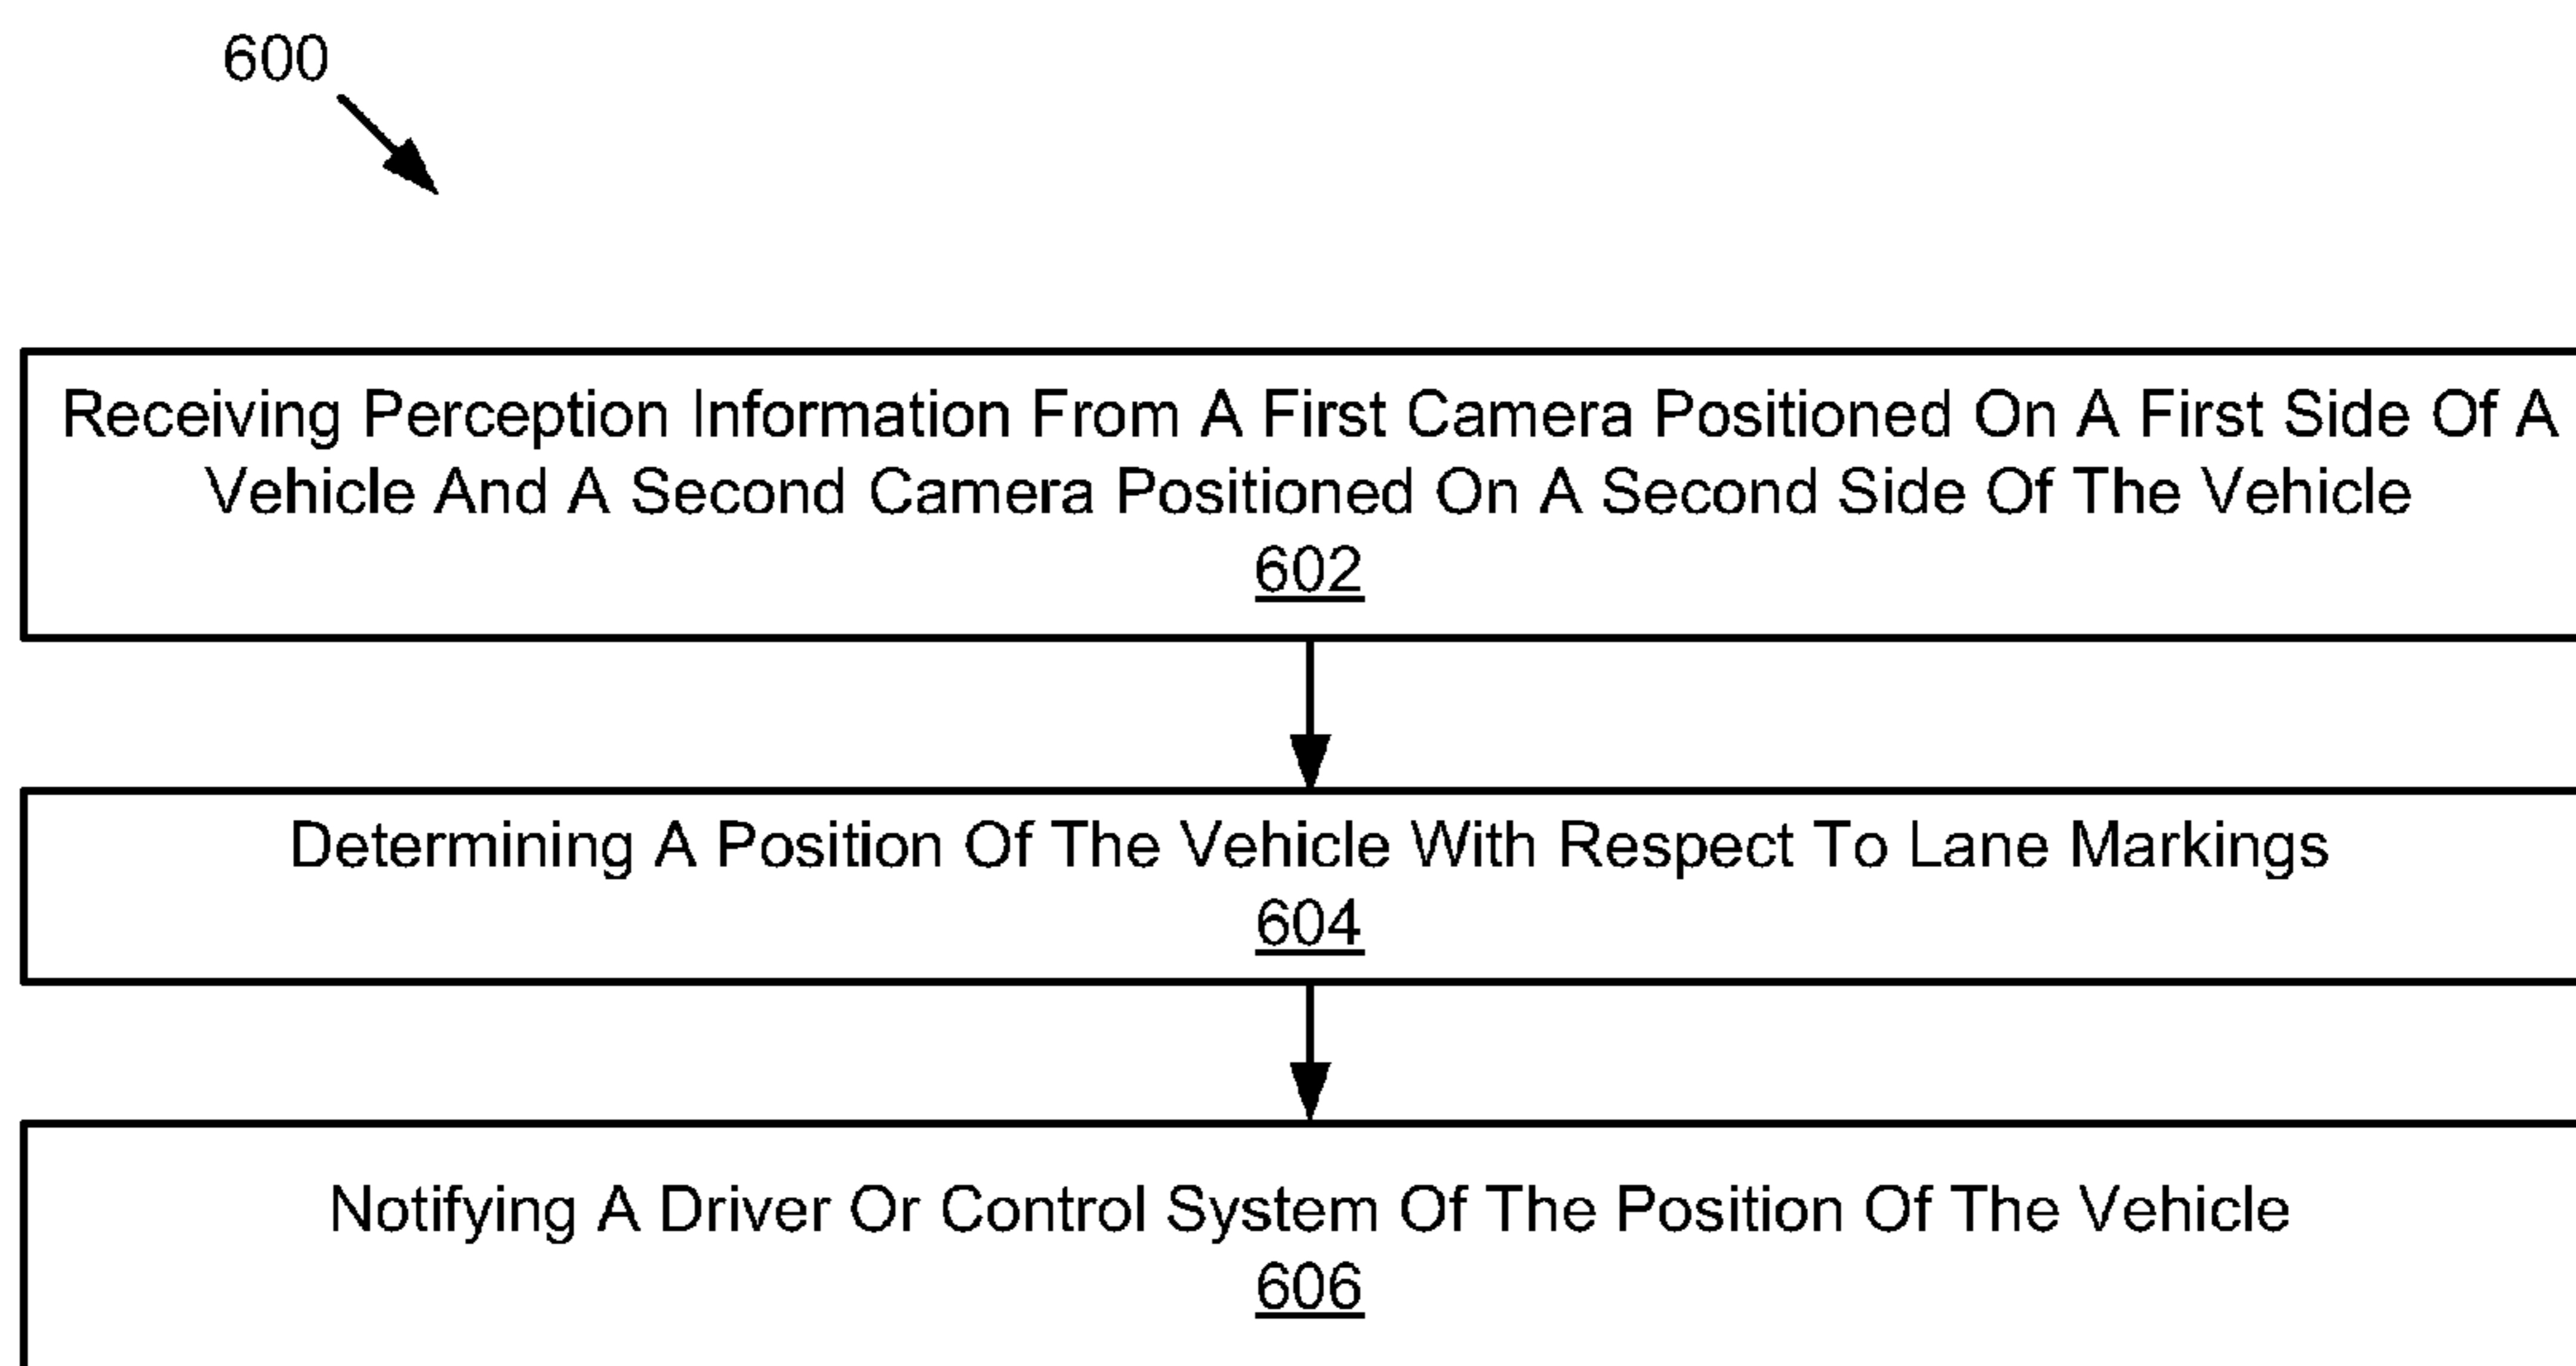 600
Receiving Perception Information From A First Camera Positioned On A First Side Of A
Vehicle And A Second Camera Positioned On A Second Side Of The Vehicle
602
Determining A Position Of The Vehicle With Respect To Lane Markings
604
Notifying A Driver Or Control System Of The Position Of The Vehicle
606